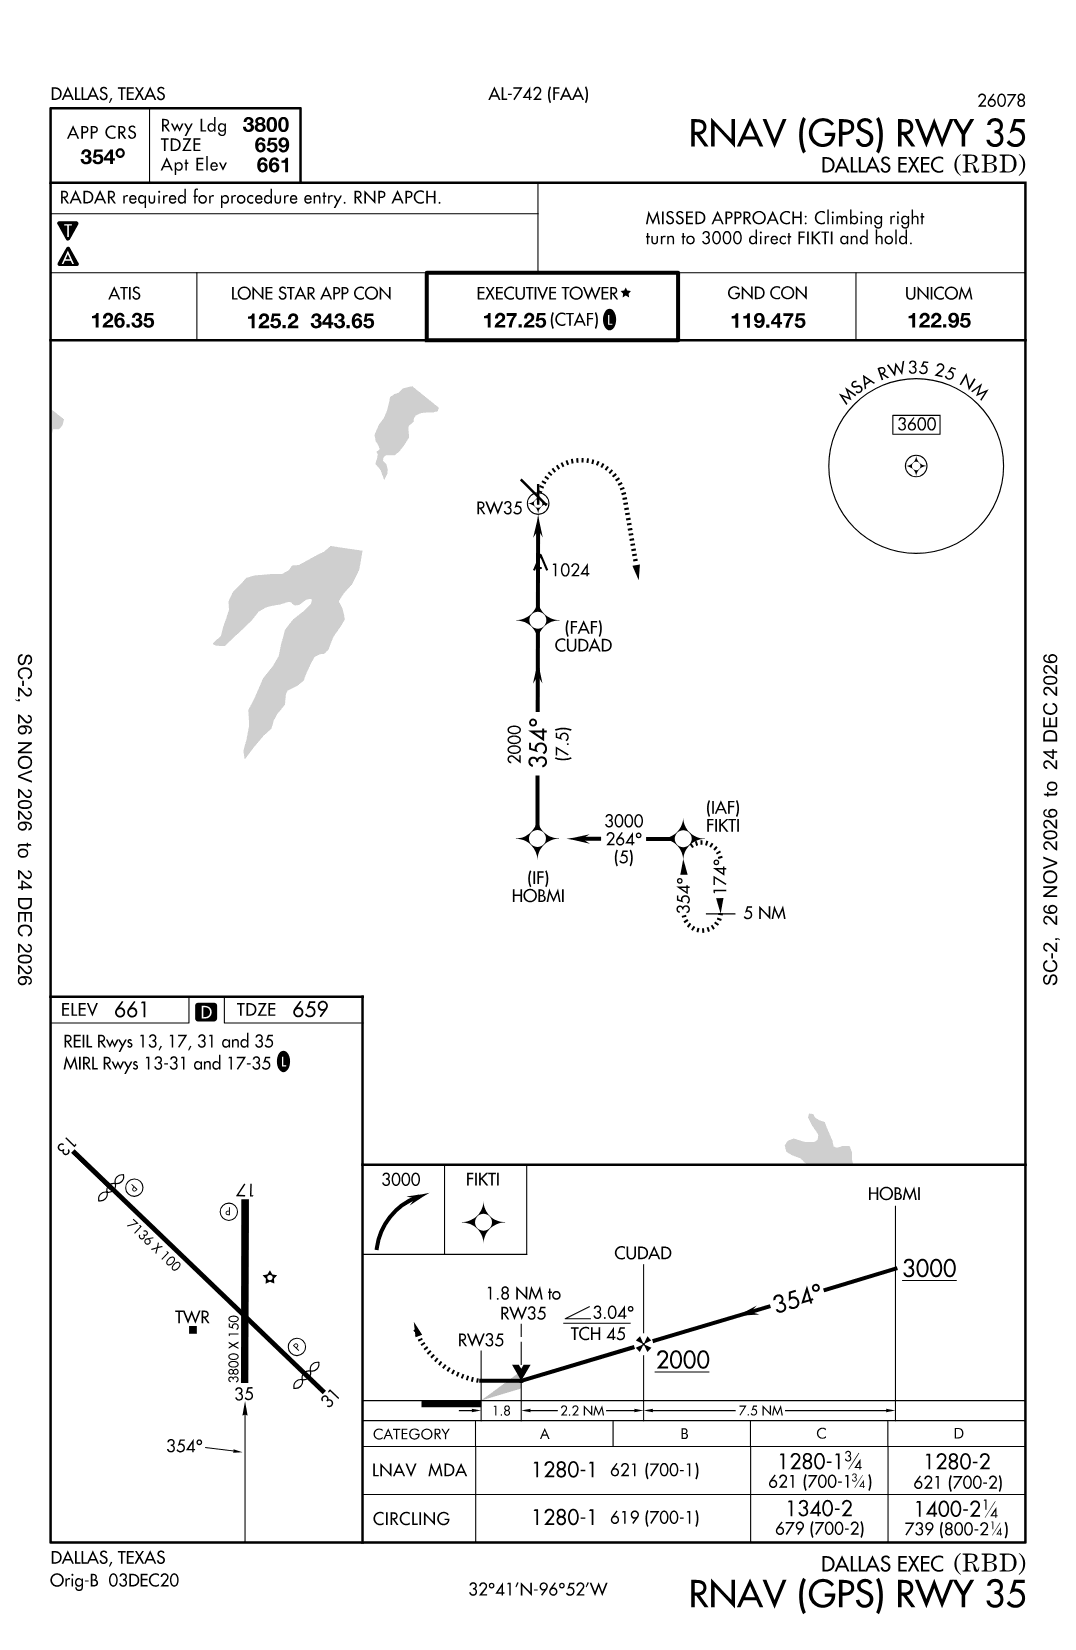 DALLAS, TEXAS
AL-742 (FAA)
26078
APP CRS
354°
Rwy Ldg 3800
TDZE 659
Apt Elev 661
RNAV (GPS) RWY 35
DALLAS EXEC (RBD)
RADAR required for procedure entry. RNP APCH.
T
A
MISSED APPROACH: Climbing right
turn to 3000 direct FIKTI and hold.
ATIS
126.35
LONE STAR APP CON
125.2 343.65
EXECUTIVE TOWER★
127.25 (CTAF) L
GND CON
119.475
UNICOM
122.95
MSA RW35 25 NM
3600
RW35
1024
(FAF)
CUDAD
2000
354°
(7.5)
(IAF)
FIKTI
3000
264°
(5)
(IF)
HOBMI
354°
174°
5 NM
SC-2, 26 NOV 2026 to 24 DEC 2026
SC-2, 26 NOV 2026 to 24 DEC 2026
ELEV 661
D
TDZE 659
REIL Rwys 13, 17, 31 and 35
MIRL Rwys 13-31 and 17-35 L
13
P
17
P
7136 X 100
TWR
3800 X 150
P
35
31
354°
3000
FIKTI
HOBMI
CUDAD
3000
354°
1.8 NM to
RW35
3.04°
TCH 45
RW35
2000
1.8
2.2 NM
7.5 NM
CATEGORY A B C D
LNAV MDA 1280-1 621 (700-1) 1280-1¾ 1280-2
621 (700-1¾) 621 (700-2)
CIRCLING 1280-1 619 (700-1) 1340-2 1400-2¼
679 (700-2) 739 (800-2¼)
DALLAS, TEXAS
Orig-B 03DEC20
32°41'N-96°52'W
DALLAS EXEC (RBD)
RNAV (GPS) RWY 35